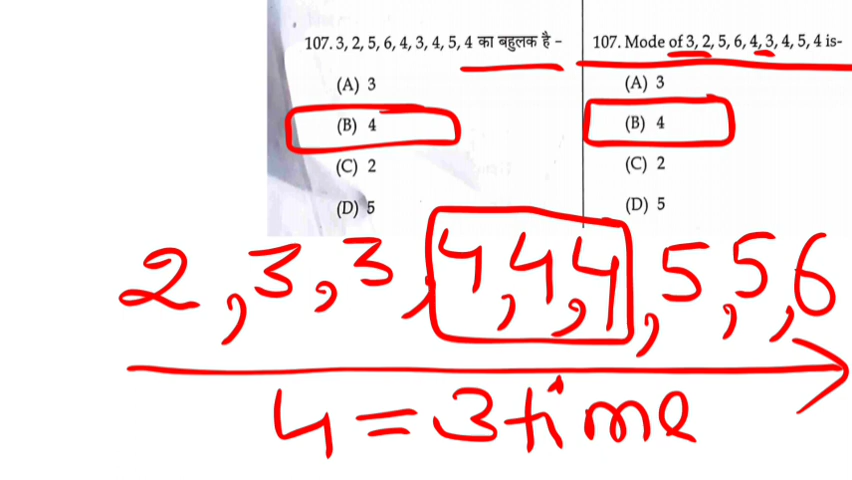 107. 3, 2, 5, 6, 4, 3, 4, 5, 4 का बहुलक है –
(A) 3
(B) 4
(C) 2
(D) 5
107. Mode of 3, 2, 5, 6, 4, 3, 4, 5, 4 is-
(A) 3
(B) 4
(C) 2
(D) 5
2, 3, 3, 4, 4, 4, 5, 5, 6
4 = 3 time